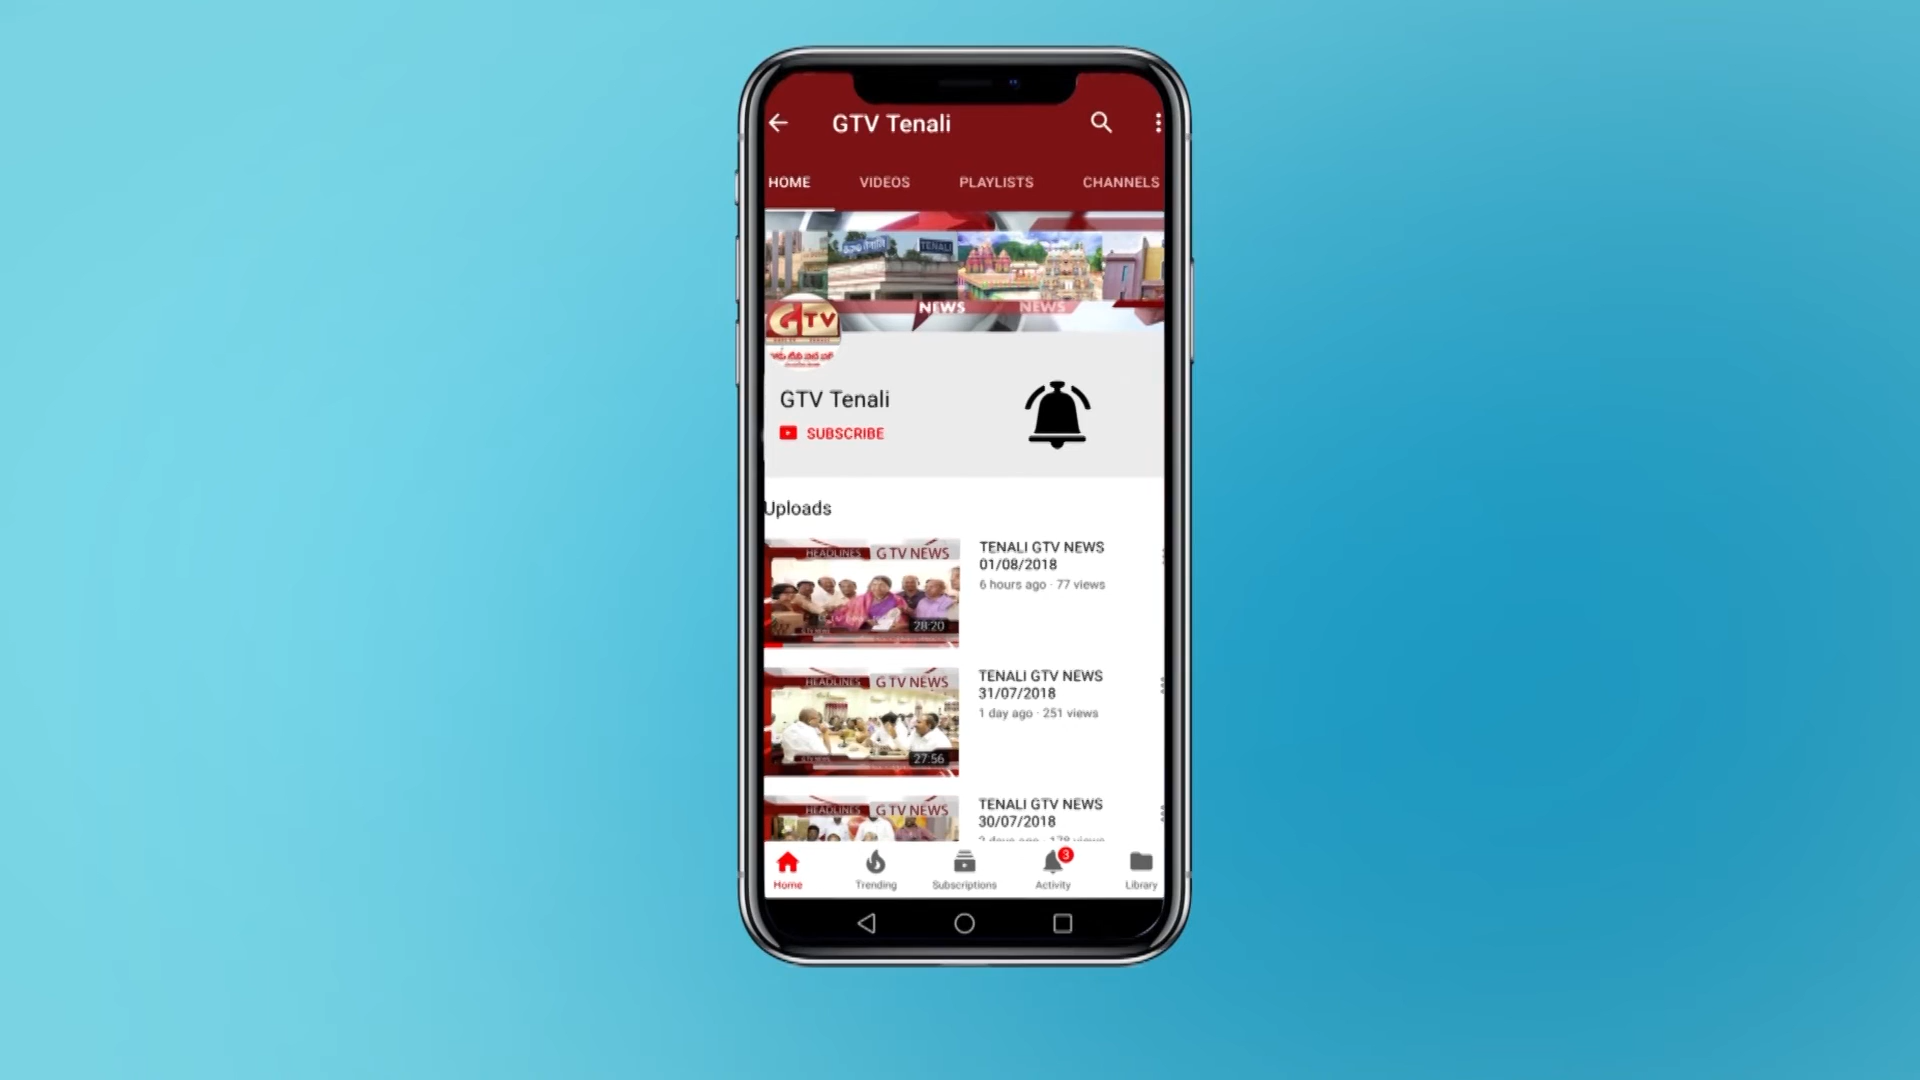 GTV Tenali
HOME VIDEOS PLAYLISTS CHANNELS
TENALI
NEWS NEWS
GTV
GTV Tenali
SUBSCRIBE
Uploads
HEADLINES G TV NEWS
28:20
TENALI GTV NEWS
01/08/2018
6 hours ago · 77 views
HEADLINES G TV NEWS
27:56
TENALI GTV NEWS
31/07/2018
1 day ago · 251 views
HEADLINES G TV NEWS
TENALI GTV NEWS
30/07/2018
3
Home Trending Subscriptions Activity Library